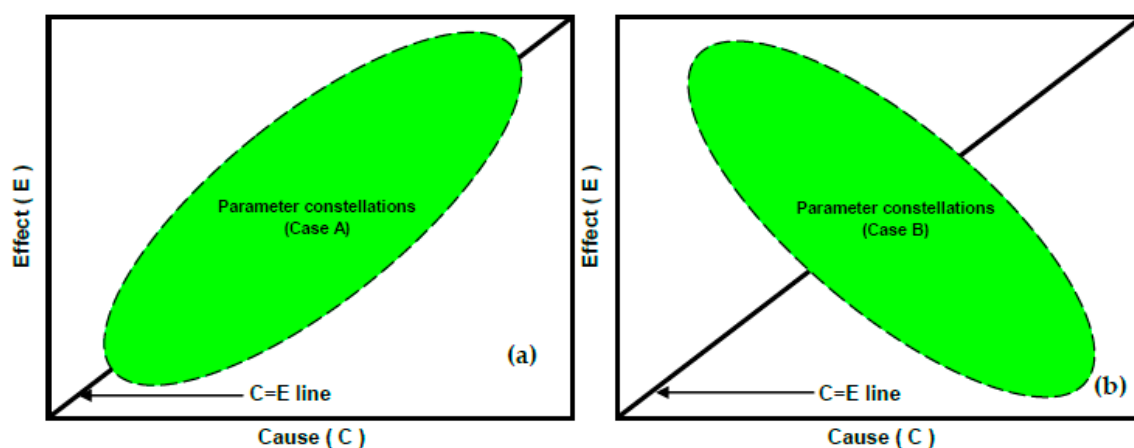 Effect ( E )
Parameter constellations
(Case A)
(a)
C=E line
Cause ( C )
Effect ( E )
Parameter constellations
(Case B)
(b)
C=E line
Cause ( C )